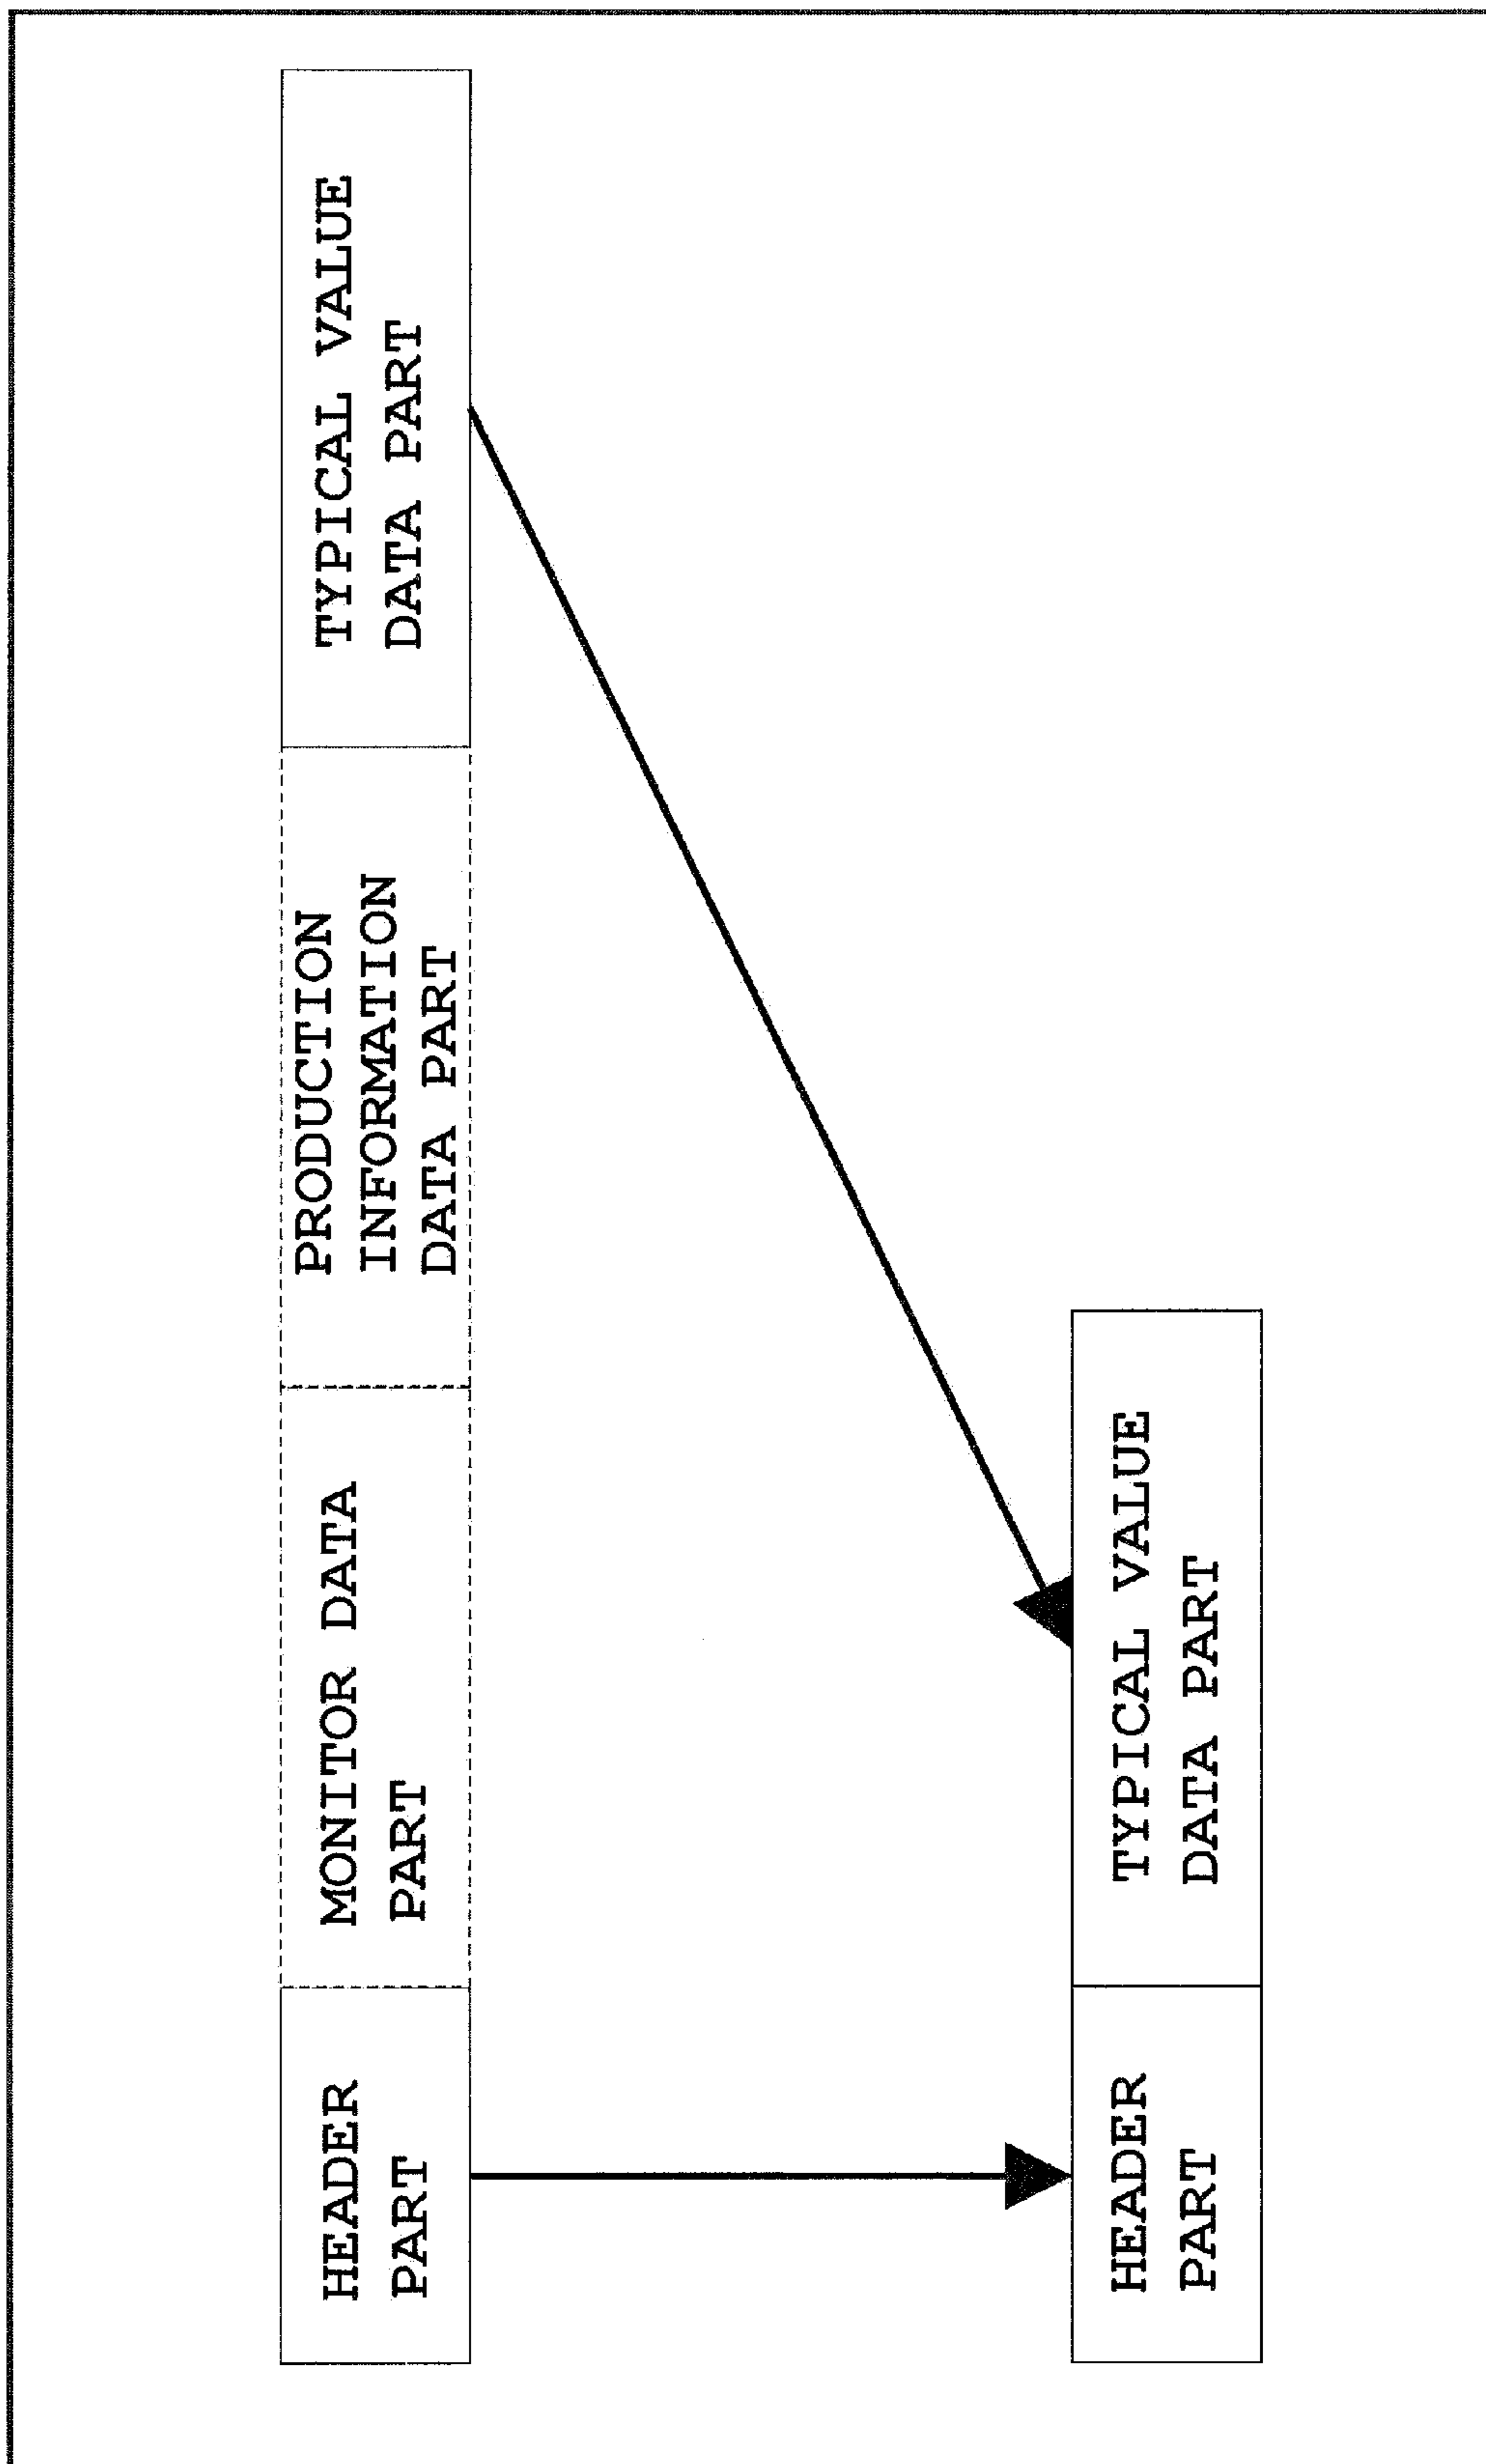 HEADER
PART
MONITOR DATA
PART
PRODUCTION
INFORMATION
DATA PART
TYPICAL VALUE
DATA PART
HEADER
PART
TYPICAL VALUE
DATA PART